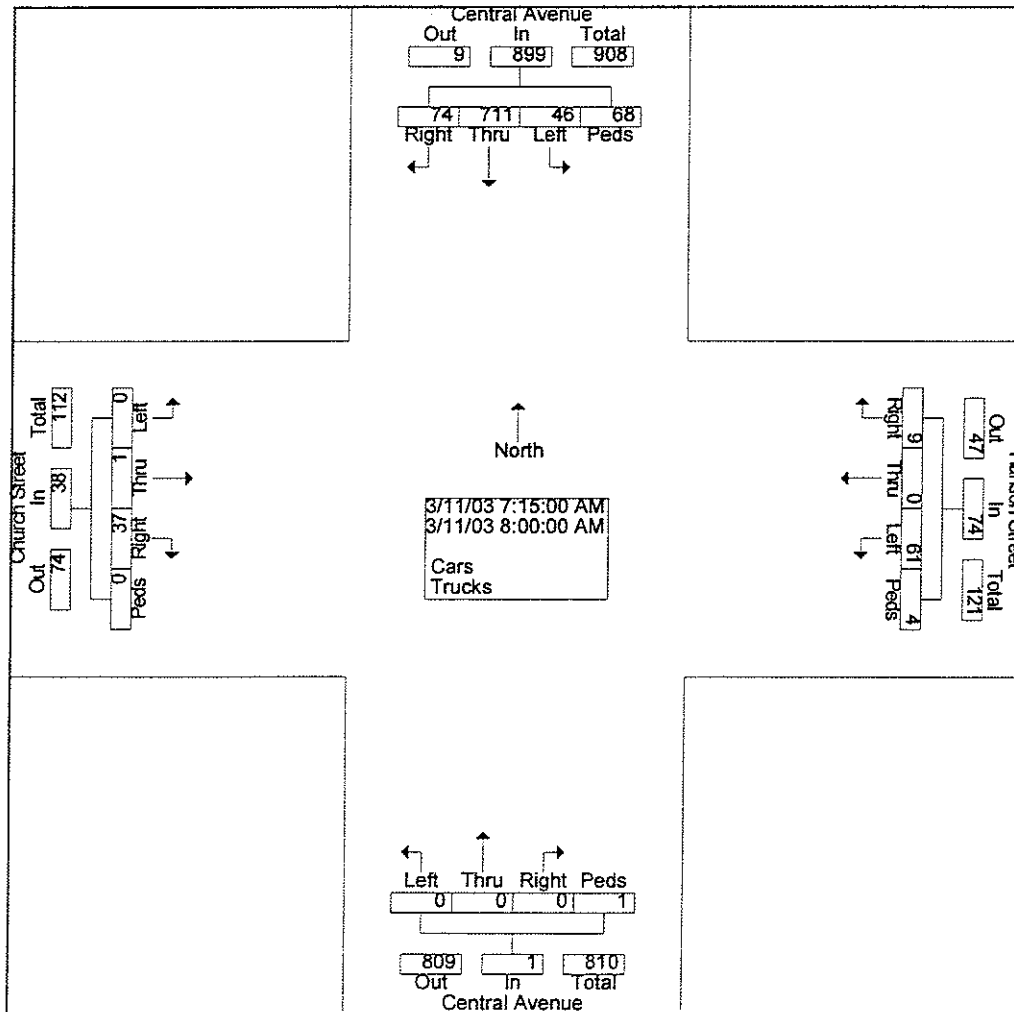 Central Avenue
Out In Total
9 899 908
74 711 46 68
Right Thru Left Peds
Church Street
Total In Out
112 38 74
0 1 37 0
Left Thru Right Peds
North
3/11/03 7:15:00 AM
3/11/03 8:00:00 AM
Cars
Trucks
Right Thru Left Peds
9 0 61 4
Out In Total
47 74 121
Street
Left Thru Right Peds
0 0 0 1
809 1 810
Out In Total
Central Avenue